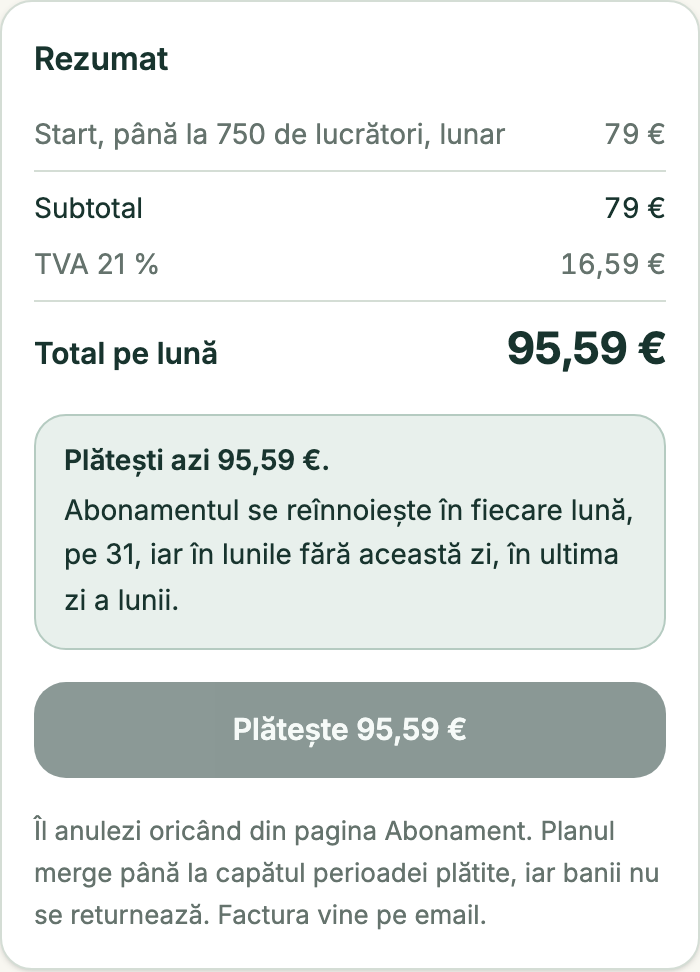 Rezumat
Start, până la 750 de lucrători, lunar 79 €
Subtotal 79 €
TVA 21 % 16,59 €
Total pe lună 95,59 €
Plătești azi 95,59 €.
Abonamentul se reînnoiește în fiecare lună,
pe 31, iar în lunile fără această zi, în ultima
zi a lunii.
Plătește 95,59 €
Îl anulezi oricând din pagina Abonament. Planul
merge până la capătul perioadei plătite, iar banii nu
se returnează. Factura vine pe email.